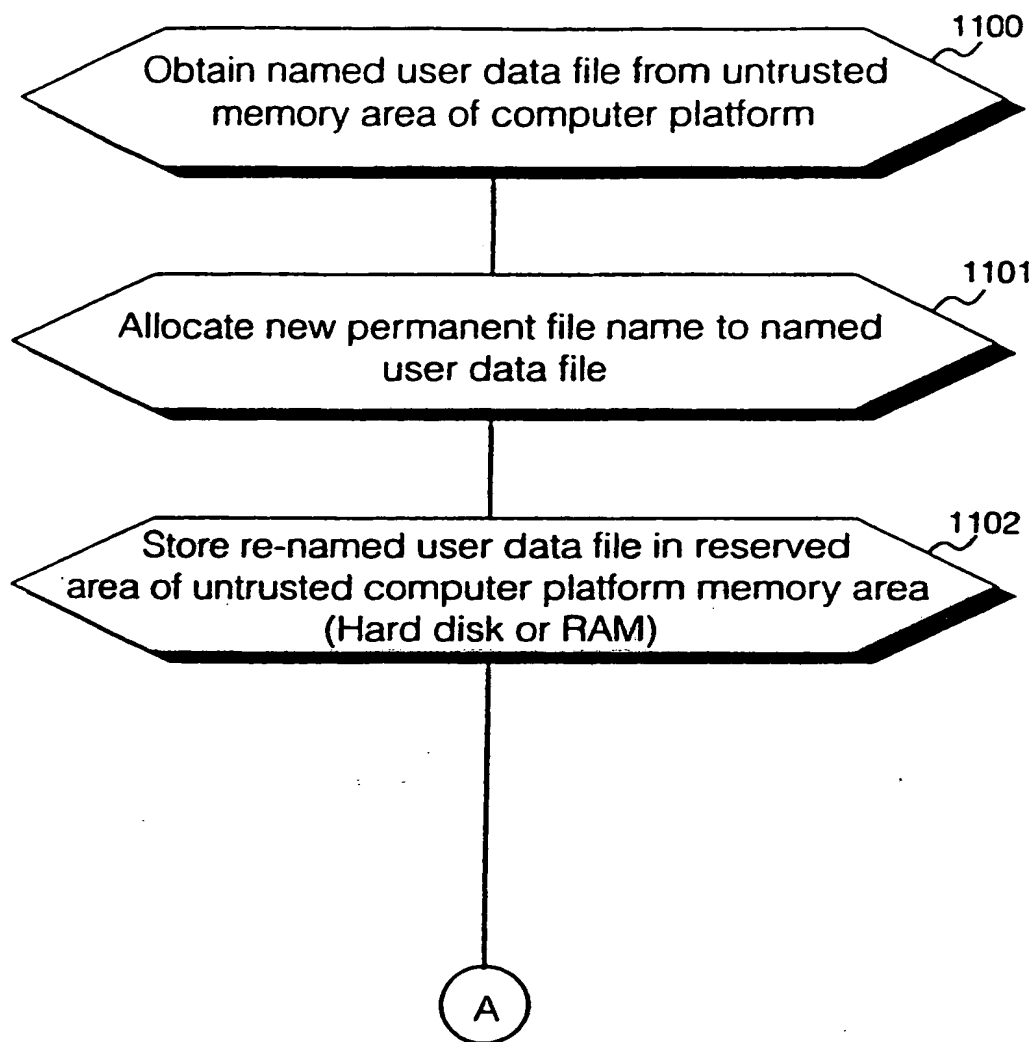 1100
Obtain named user data file from untrusted
memory area of computer platform
1101
Allocate new permanent file name to named
user data file
1102
Store re-named user data file in reserved
area of untrusted computer platform memory area
(Hard disk or RAM)
A